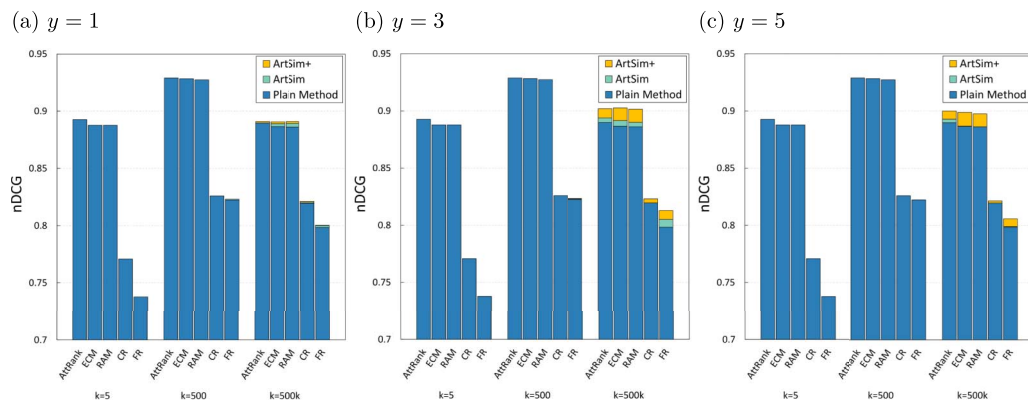 (a) y = 1
0.95
0.9
0.85
0.8
0.75
0.7
nDCG
ArtSim+
ArtSim
Plain Method
AttRank ECM RAM CR FR
AttRank ECM RAM CR FR
AttRank ECM RAM CR FR
k=5 k=500 k=500k
(b) y = 3
0.95
0.9
0.85
0.8
0.75
0.7
nDCG
ArtSim+
ArtSim
Plain Method
AttRank ECM RAM CR FR
AttRank ECM RAM CR FR
AttRank ECM RAM CR FR
k=5 k=500 k=500k
(c) y = 5
0.95
0.9
0.85
0.8
0.75
0.7
nDCG
ArtSim+
ArtSim
Plain Method
AttRank ECM RAM CR FR
AttRank ECM RAM CR FR
AttRank ECM RAM CR FR
k=5 k=500 k=500k